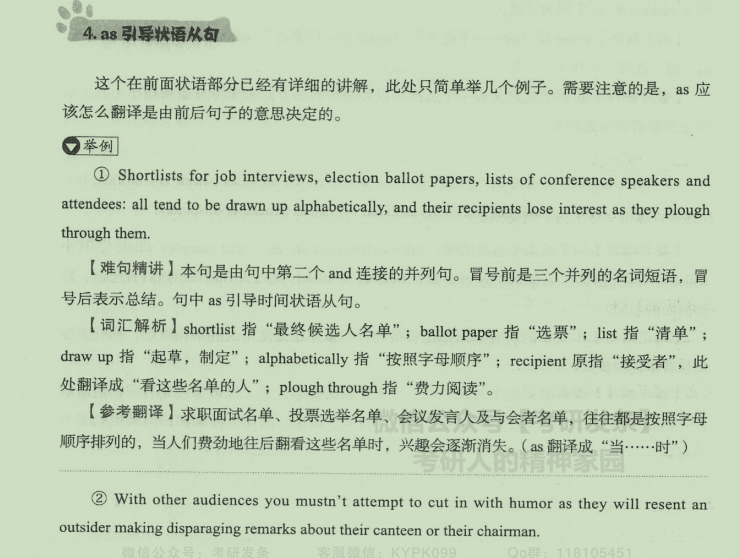 4. as 引导状语从句
这个在前面状语部分已经有详细的讲解，此处只简单举几个例子。需要注意的是，as 应
该怎么翻译是由前后句子的意思决定的。
举例
① Shortlists for job interviews, election ballot papers, lists of conference speakers and
attendees: all tend to be drawn up alphabetically, and their recipients lose interest as they plough
through them.
【难句精讲】本句是由句中第二个 and 连接的并列句。冒号前是三个并列的名词短语，冒
号后表示总结。句中 as 引导时间状语从句。
【词汇解析】shortlist 指“最终候选人名单”；ballot paper 指“选票”；list 指“清单”；
draw up 指“起草，制定”；alphabetically 指“按照字母顺序”；recipient 原指“接受者”，此
处翻译成“看这些名单的人”；plough through 指“费力阅读”。
【参考翻译】求职面试名单、投票选举名单、会议发言人及与会者名单，往往都是按照字母
顺序排列的，当人们费劲地往后翻看这些名单时，兴趣会逐渐消失。（as 翻译成“当……时”）
考研人的精神家园
② With other audiences you mustn't attempt to cut in with humor as they will resent an
outsider making disparaging remarks about their canteen or their chairman.
微信公众号：考研发条 客服微信：KYPK099 Qq群：118105451